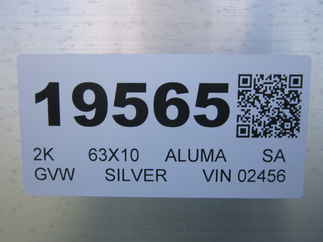 19565
2K 63X10 ALUMA SA
GVW SILVER VIN 02456